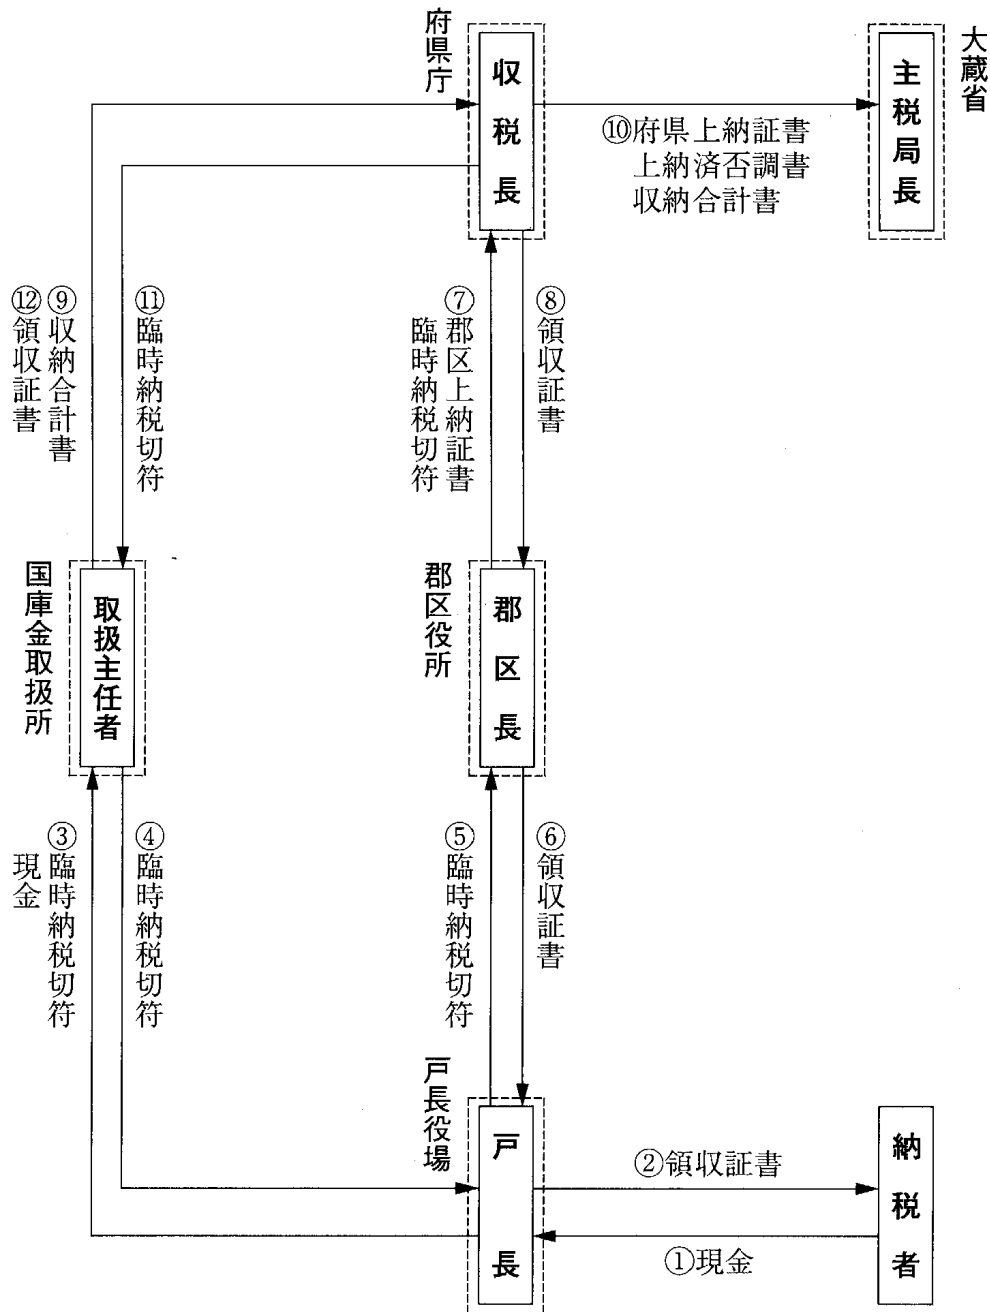 府県庁
収税長
大蔵省
主税局長
⑩府県上納証書
上納済否調書
収納合計書
⑧領収証書
⑦郡区上納証書
臨時納税切符
⑪臨時納税切符
⑨収納合計書
⑫領収証書
郡区役所
郡区長
国庫金取扱所
取扱主任者
⑥領収証書
⑤臨時納税切符
④臨時納税切符
③臨時納税切符
現金
戸長役場
戸長
納税者
②領収証書
①現金